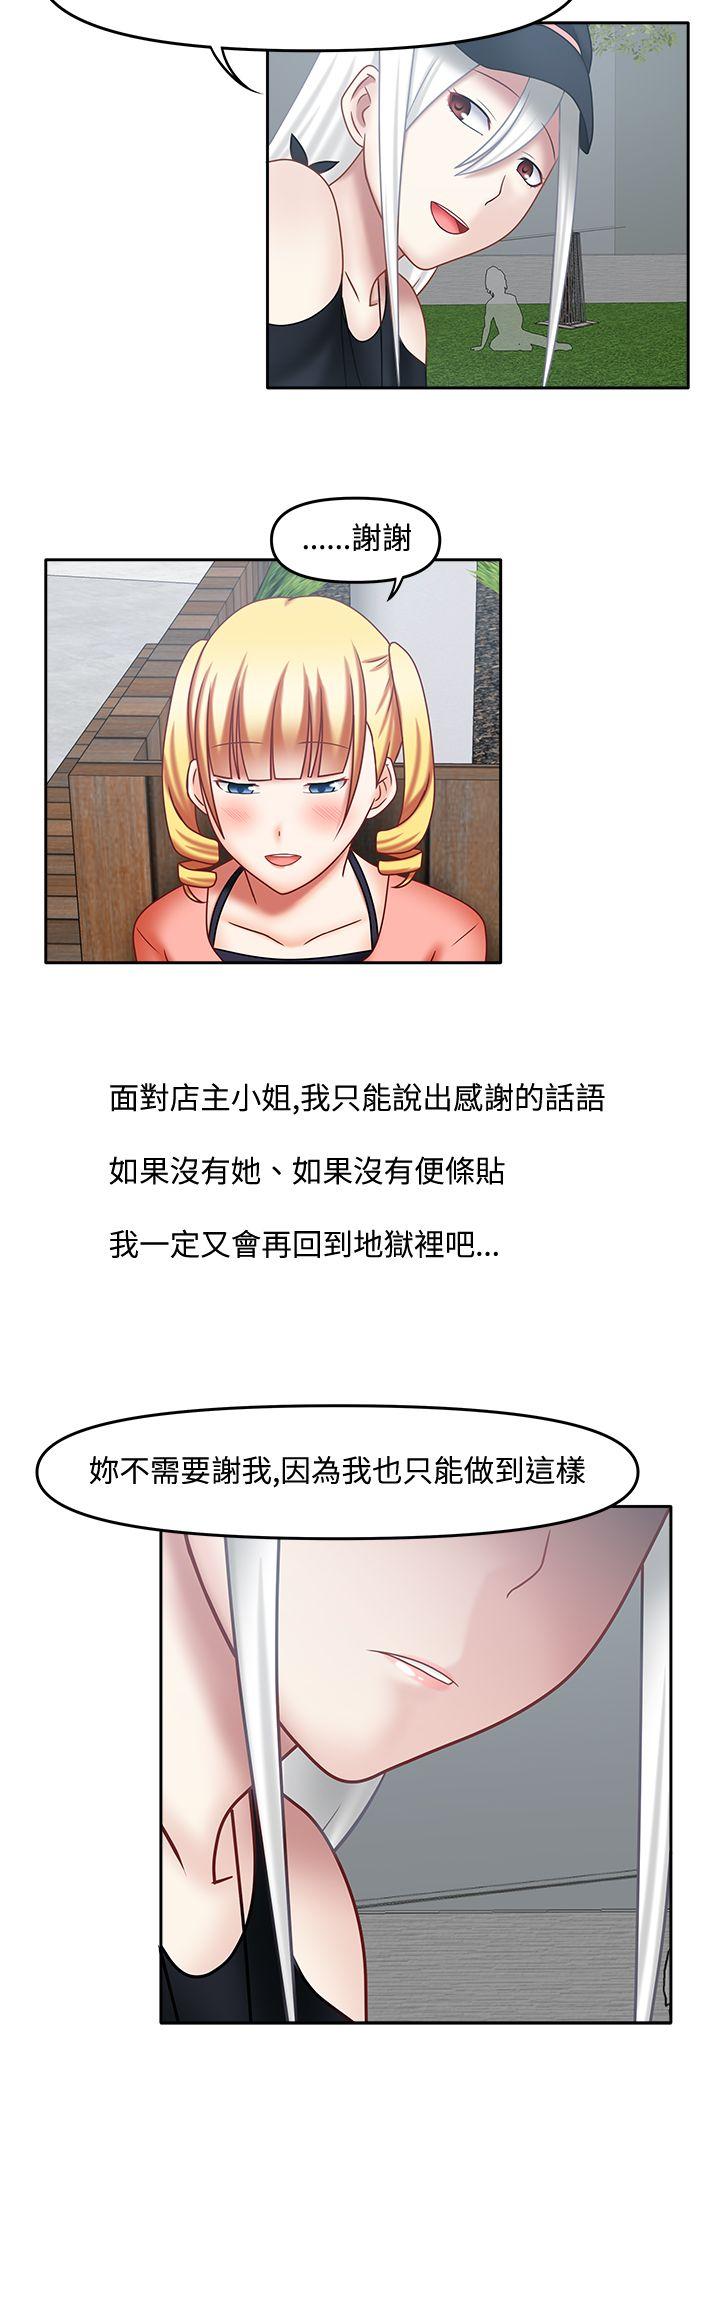 ......謝謝
面對店主小姐,我只能說出感謝的話語
如果沒有她、如果沒有便條貼
我一定又會再回到地獄裡吧...
妳不需要謝我,因為我也只能做到這樣